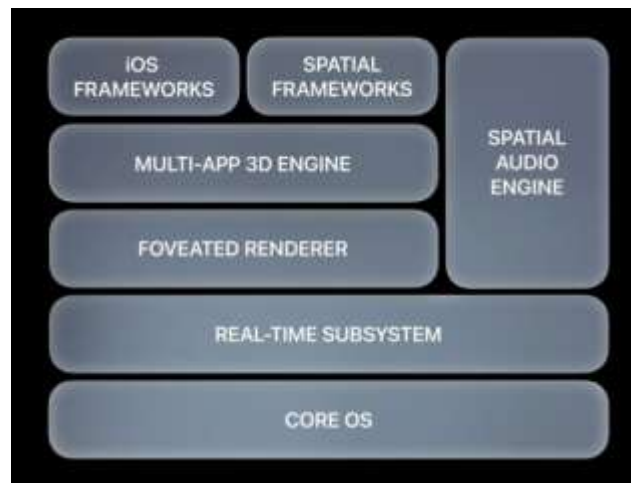 iOS
FRAMEWORKS
SPATIAL
FRAMEWORKS
SPATIAL
AUDIO
ENGINE
MULTI-APP 3D ENGINE
FOVEATED RENDERER
REAL-TIME SUBSYSTEM
CORE OS